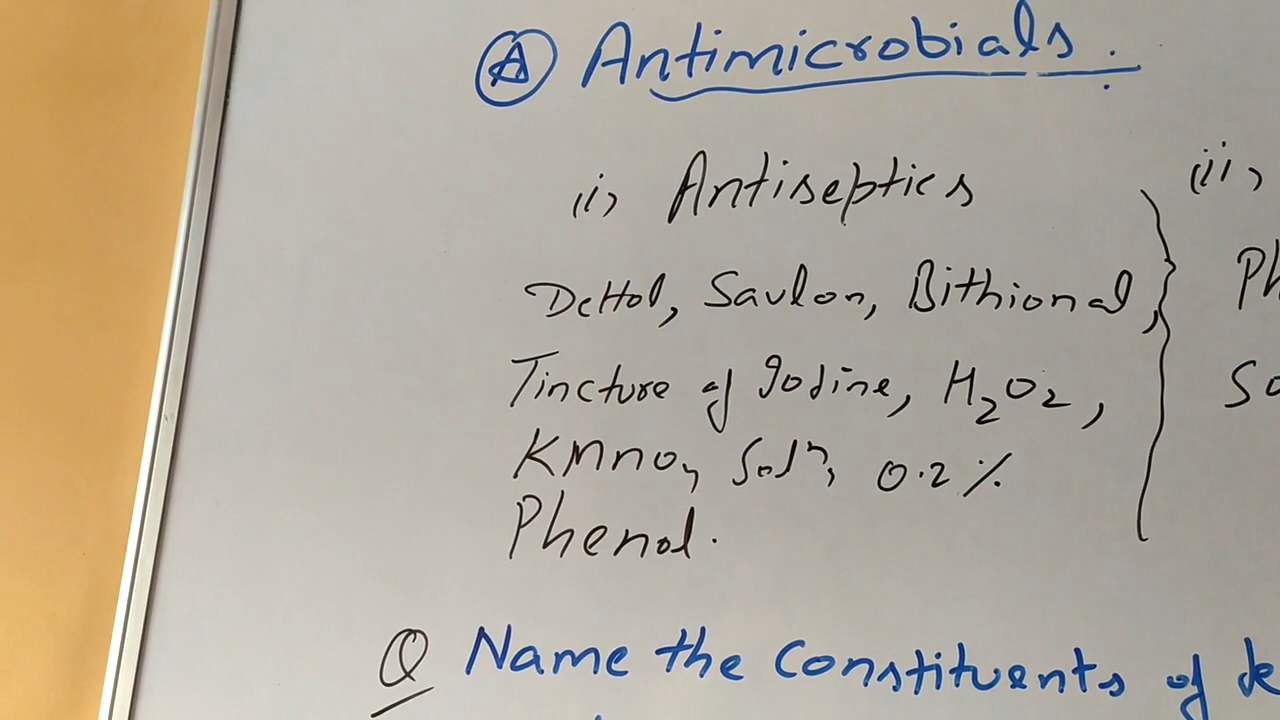 A Antimicrobials.
(i) Antiseptics
Dettol, Savlon, Bithional,
Tincture of Iodine, H2O2,
KMnO4 Soln, 0.2%
Phenol.
(ii)
Ph
So
Q Name the Constituents of de